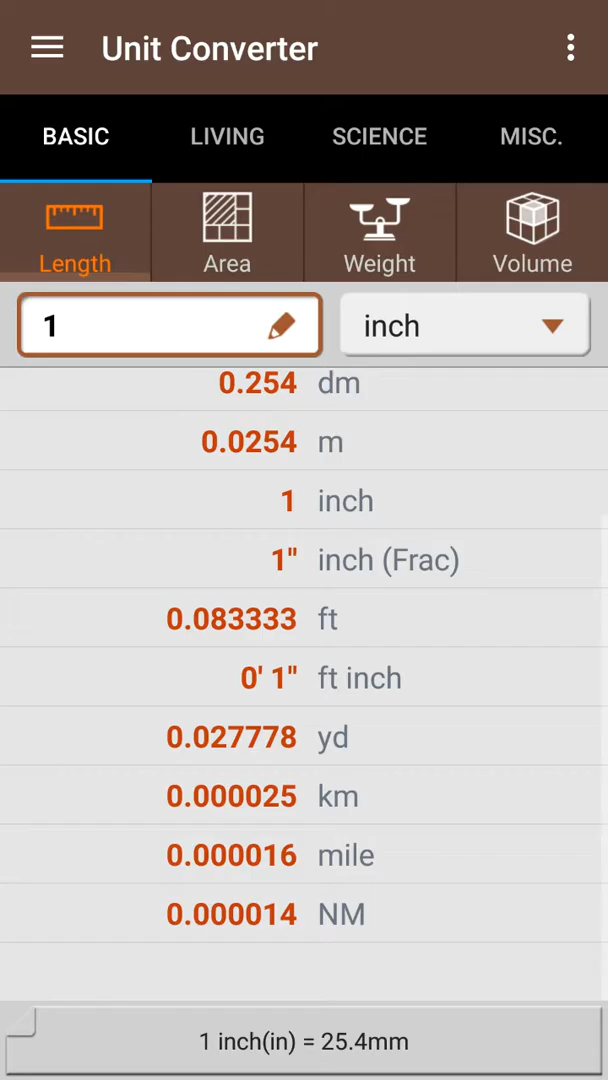 Unit Converter
BASIC LIVING SCIENCE MISC.
Length Area Weight Volume
1 inch
0.254 dm
0.0254 m
1 inch
1" inch (Frac)
0.083333 ft
0' 1" ft inch
0.027778 yd
0.000025 km
0.000016 mile
0.000014 NM
1 inch(in) = 25.4mm